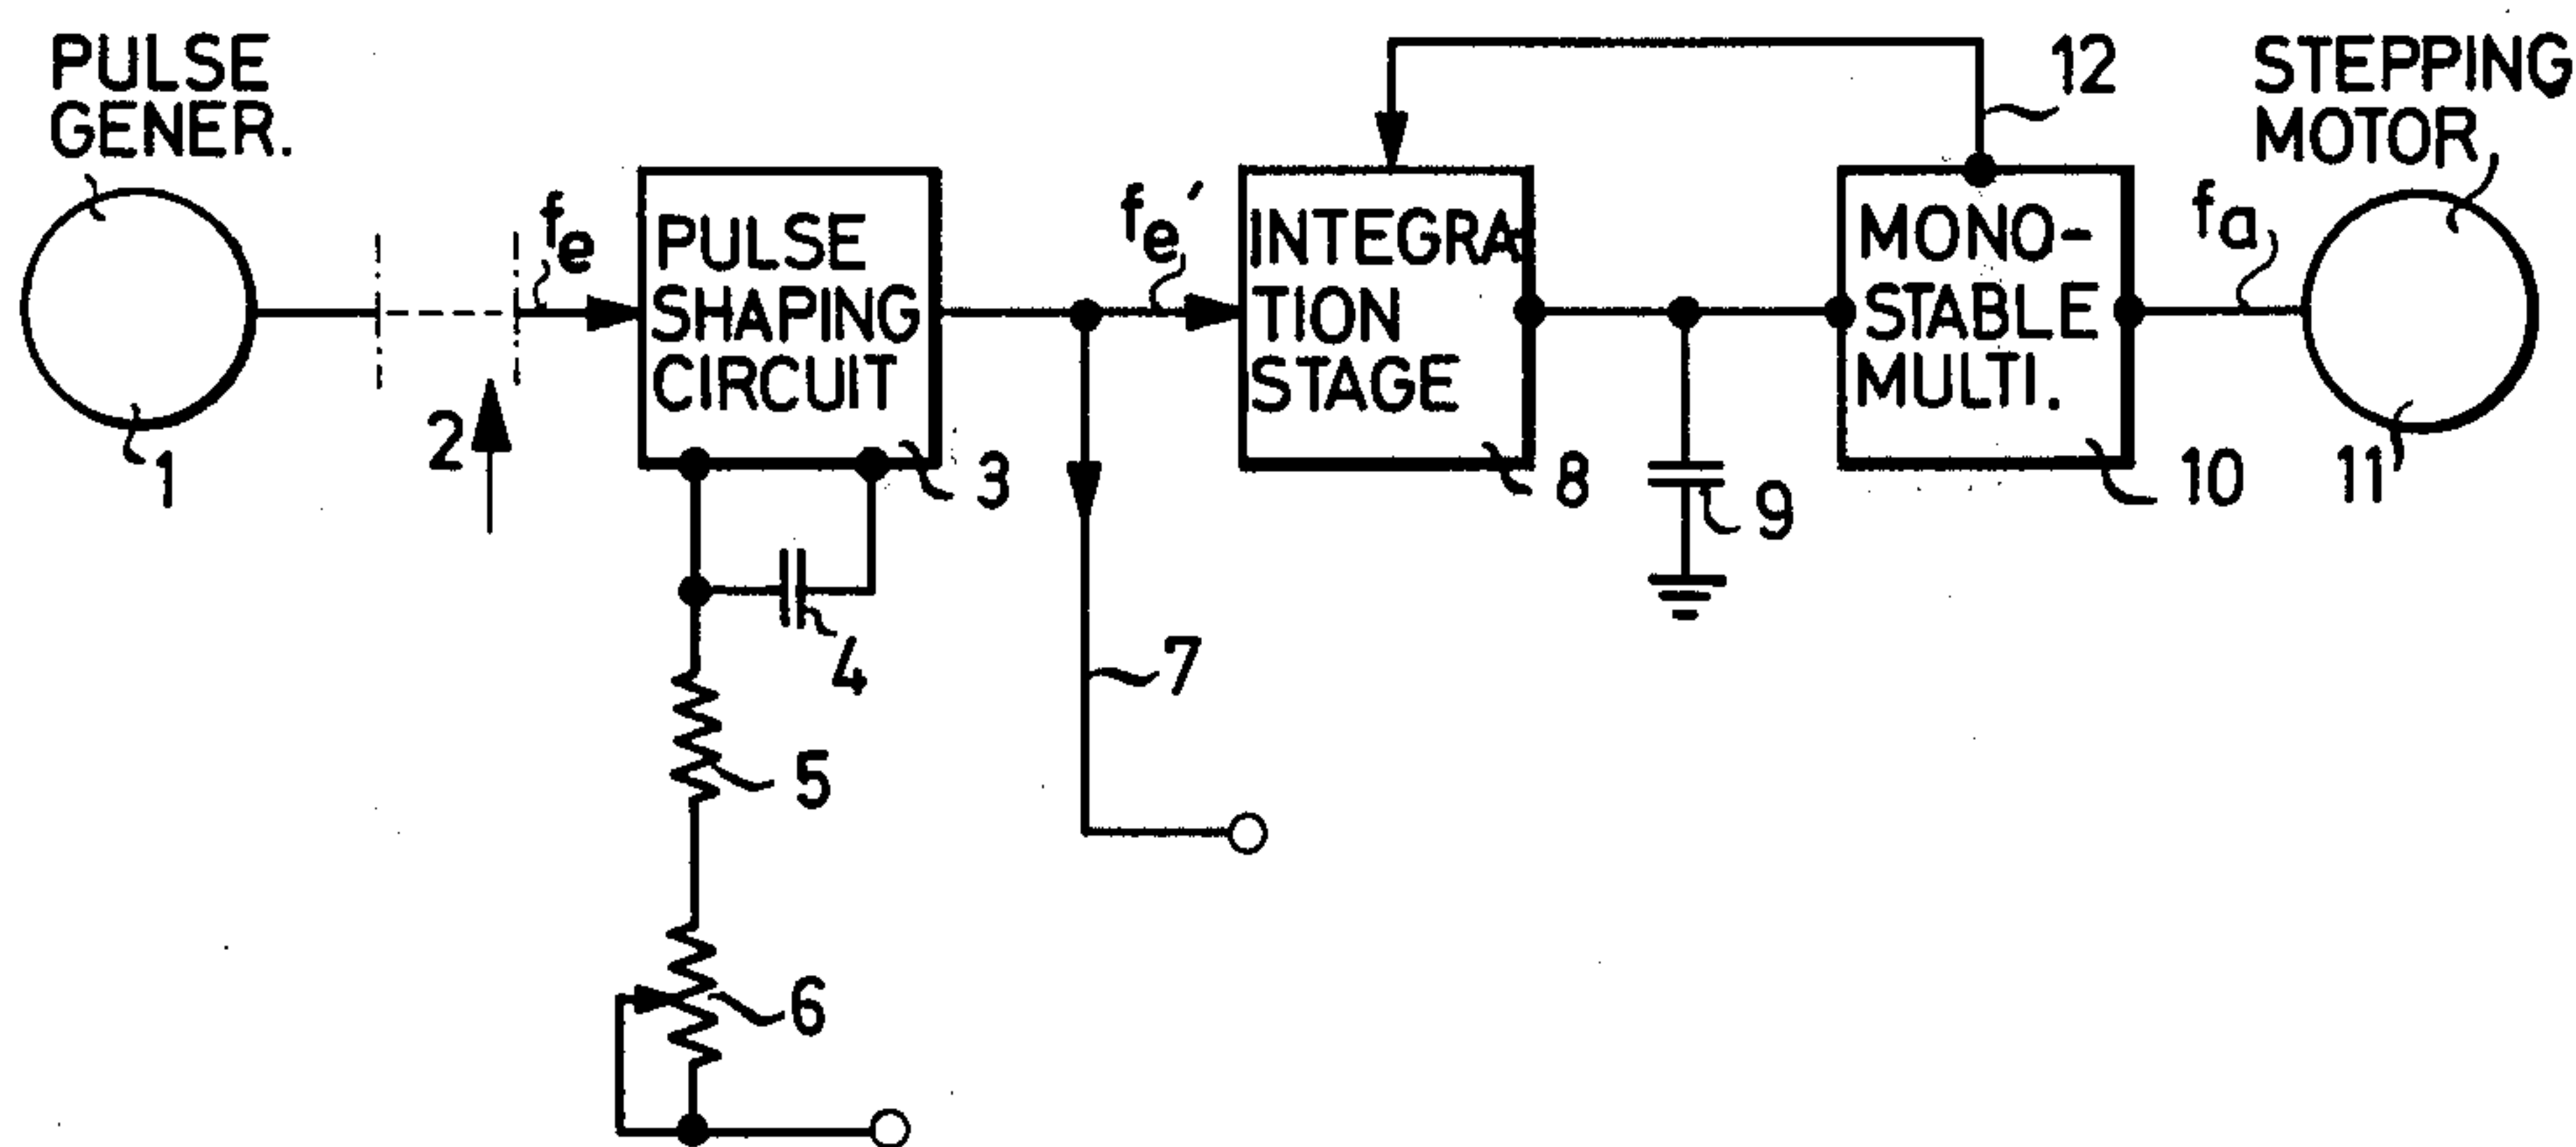 PULSE
GENER.
1
2
fe
PULSE
SHAPING
CIRCUIT
3
4
5
6
fe'
7
INTEGRA
TION
STAGE
8
9
12
MONO-
STABLE
MULTI.
10
fa
STEPPING
MOTOR
11